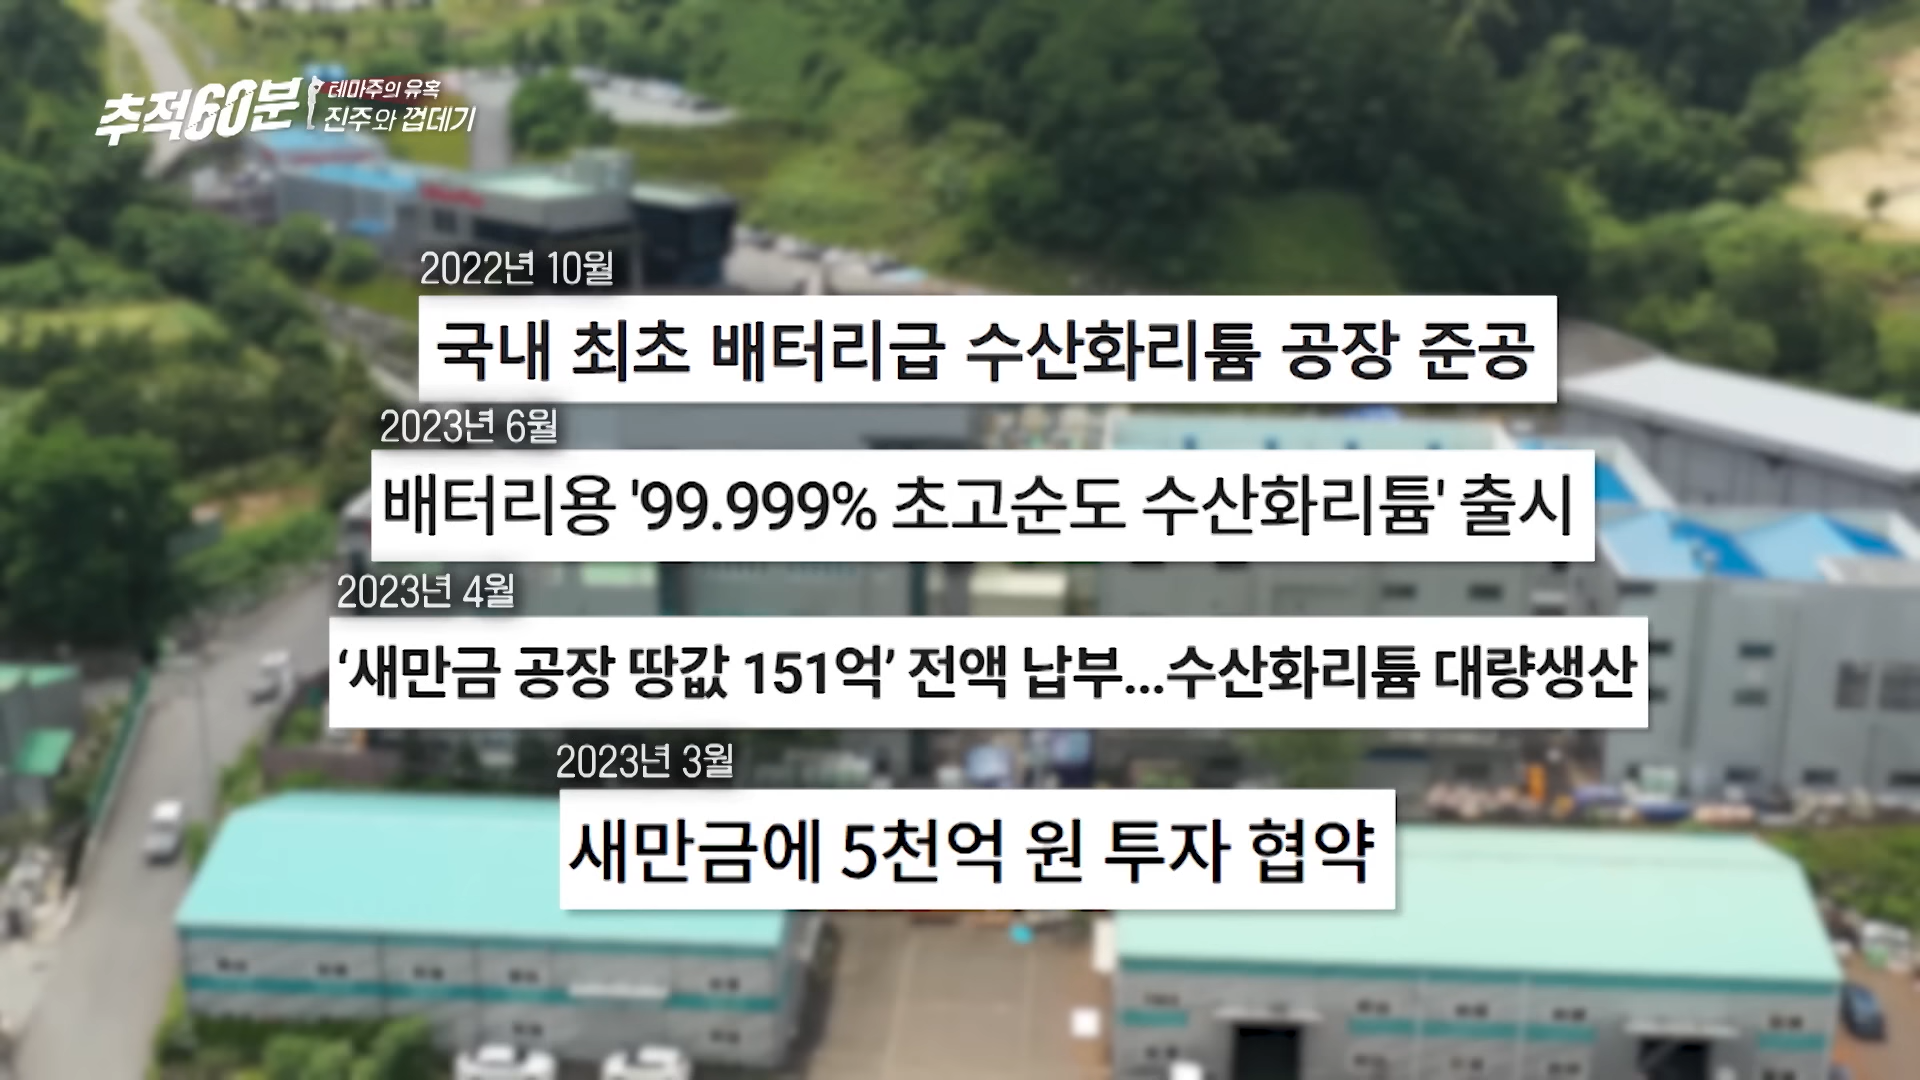 추적60분
테마주의 유혹
진주와 껍데기
2022년 10월
국내 최초 배터리급 수산화리튬 공장 준공
2023년 6월
배터리용 '99.999% 초고순도 수산화리튬' 출시
2023년 4월
‘새만금 공장 땅값 151억’ 전액 납부...수산화리튬 대량생산
2023년 3월
새만금에 5천억 원 투자 협약